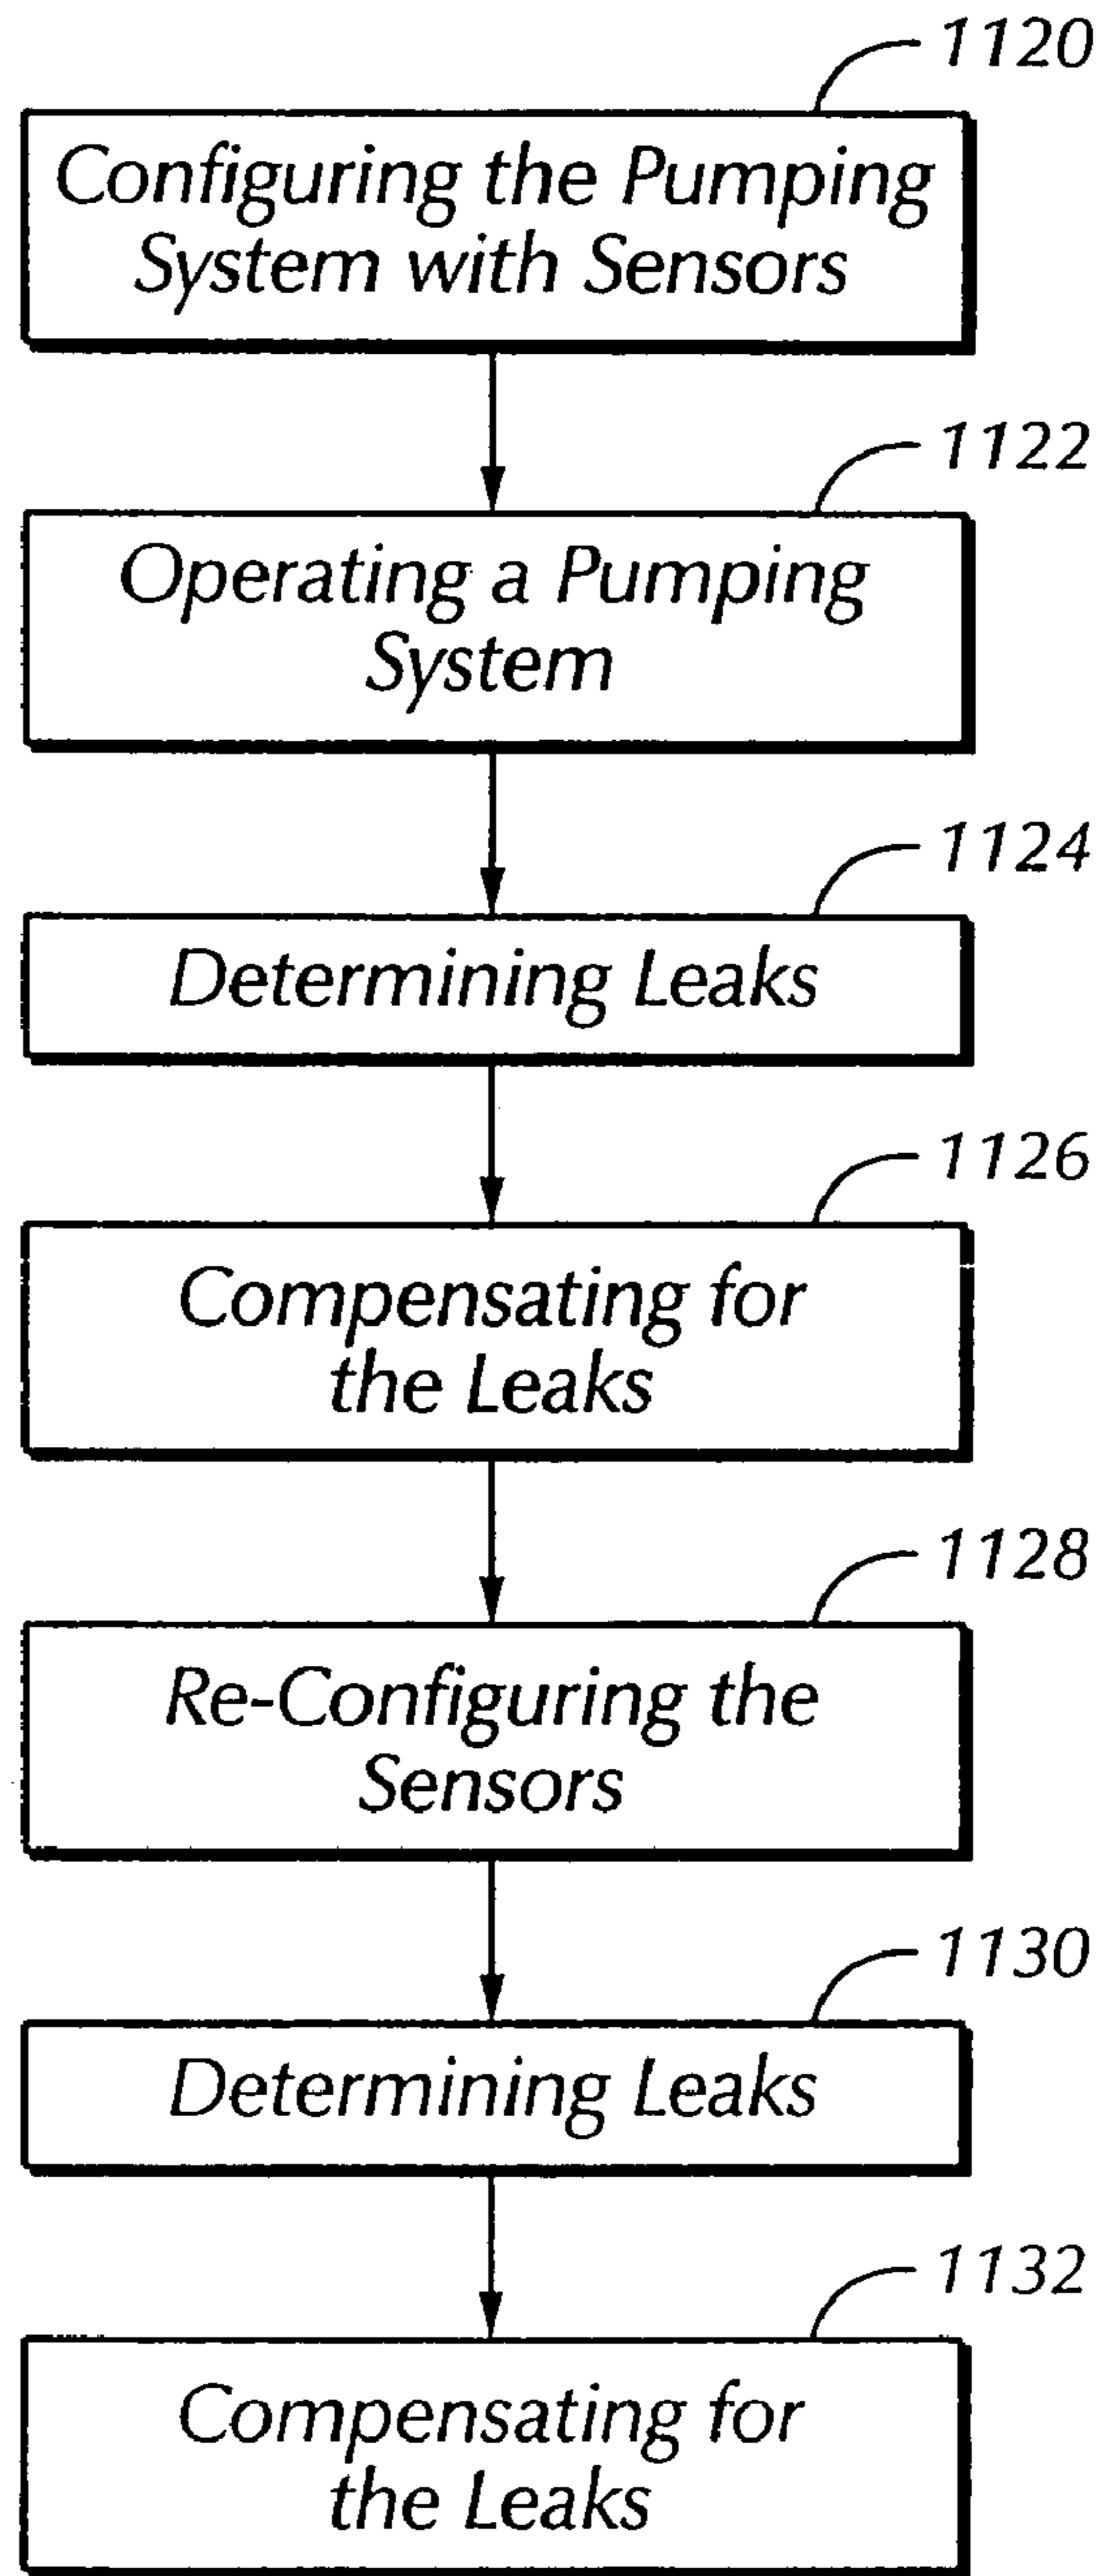 1120
Configuring the Pumping
System with Sensors
1122
Operating a Pumping
System
1124
Determining Leaks
1126
Compensating for
the Leaks
1128
Re-Configuring the
Sensors
1130
Determining Leaks
1132
Compensating for
the Leaks